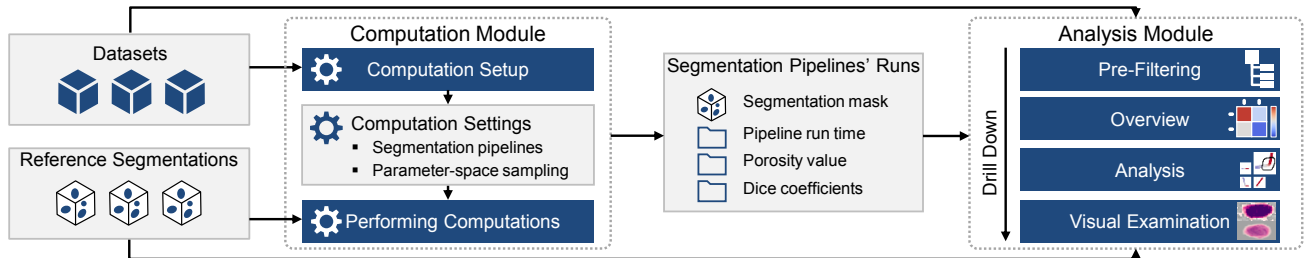 Datasets
Reference Segmentations
Computation Module
Computation Setup
Computation Settings
▪ Segmentation pipelines
▪ Parameter-space sampling
Performing Computations
Segmentation Pipelines' Runs
Segmentation mask
Pipeline run time
Porosity value
Dice coefficients
Analysis Module
Drill Down
Pre-Filtering
Overview
Analysis
Visual Examination